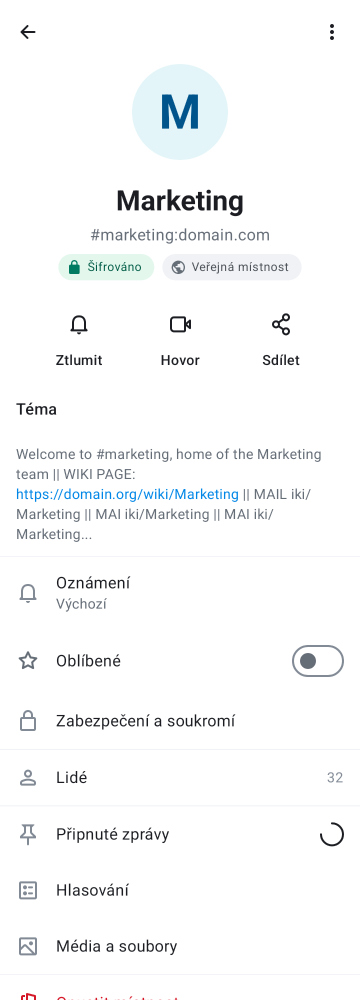 M
Marketing
#marketing:domain.com
Šifrováno
Veřejná místnost
Ztlumit
Hovor
Sdílet
Téma
Welcome to #marketing, home of the Marketing
team || WIKI PAGE:
https://domain.org/wiki/Marketing || MAIL iki/
Marketing || MAI iki/Marketing || MAI iki/
Marketing...
Oznámení
Výchozí
Oblíbené
Zabezpečení a soukromí
Lidé
32
Připnuté zprávy
Hlasování
Média a soubory